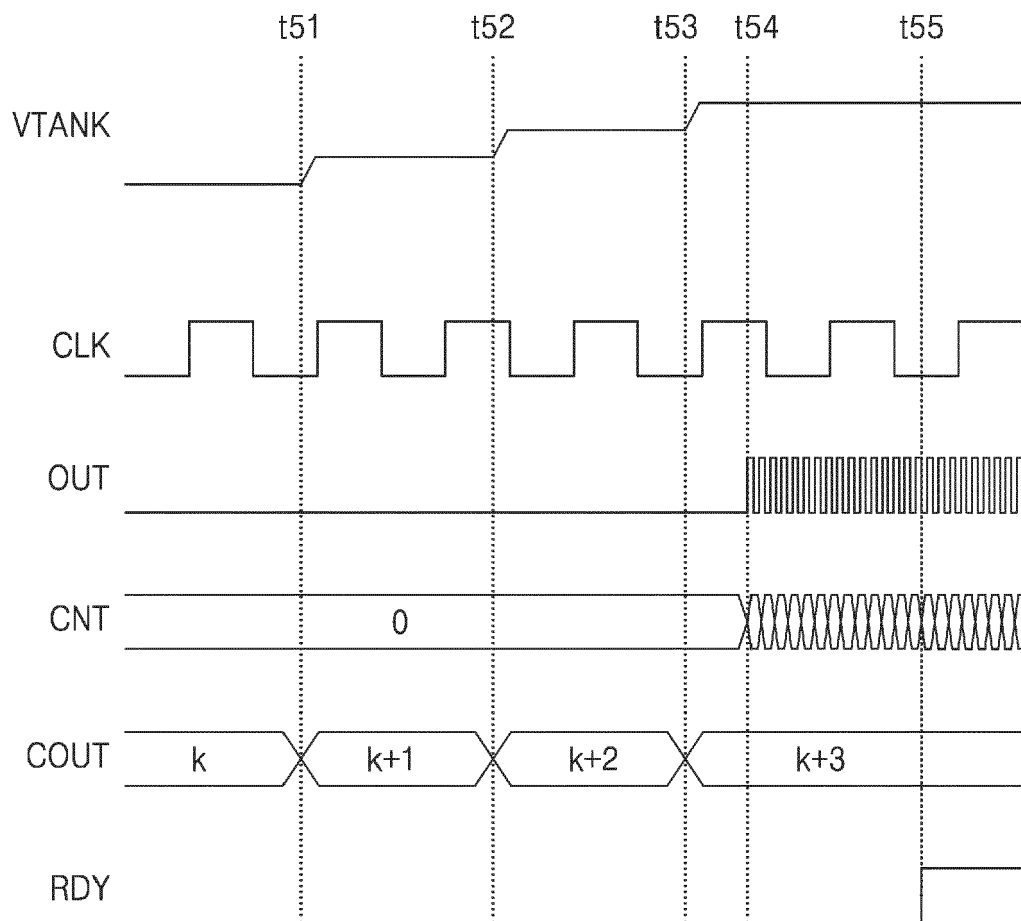 t51 t52 t53 t54 t55
VTANK
CLK
OUT
CNT 0
COUT k k+1 k+2 k+3
RDY